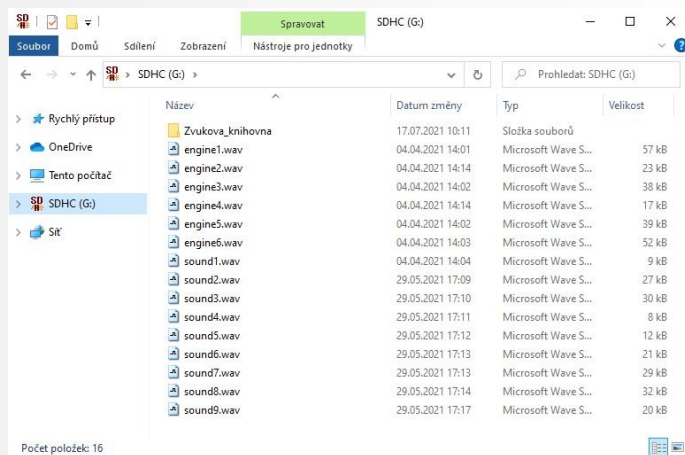 Spravovat SDHC (G:)
Soubor Domů Sdílení Zobrazení Nástroje pro jednotky
SDHC (G:) Prohledat: SDHC (G:)
Název Datum změny Typ Velikost
Rychlý přístup
OneDrive
Tento počítač
SDHC (G:)
Síť
Zvukova_knihovna 17.07.2021 10:11 Složka souborů
engine1.wav 04.04.2021 14:01 Microsoft Wave S... 57 kB
engine2.wav 04.04.2021 14:14 Microsoft Wave S... 23 kB
engine3.wav 04.04.2021 14:02 Microsoft Wave S... 38 kB
engine4.wav 04.04.2021 14:14 Microsoft Wave S... 17 kB
engine5.wav 04.04.2021 14:02 Microsoft Wave S... 39 kB
engine6.wav 04.04.2021 14:03 Microsoft Wave S... 52 kB
sound1.wav 04.04.2021 14:04 Microsoft Wave S... 9 kB
sound2.wav 29.05.2021 17:09 Microsoft Wave S... 27 kB
sound3.wav 29.05.2021 17:10 Microsoft Wave S... 30 kB
sound4.wav 29.05.2021 17:11 Microsoft Wave S... 8 kB
sound5.wav 29.05.2021 17:12 Microsoft Wave S... 12 kB
sound6.wav 29.05.2021 17:13 Microsoft Wave S... 21 kB
sound7.wav 29.05.2021 17:13 Microsoft Wave S... 29 kB
sound8.wav 29.05.2021 17:14 Microsoft Wave S... 32 kB
sound9.wav 29.05.2021 17:17 Microsoft Wave S... 20 kB
Počet položek: 16